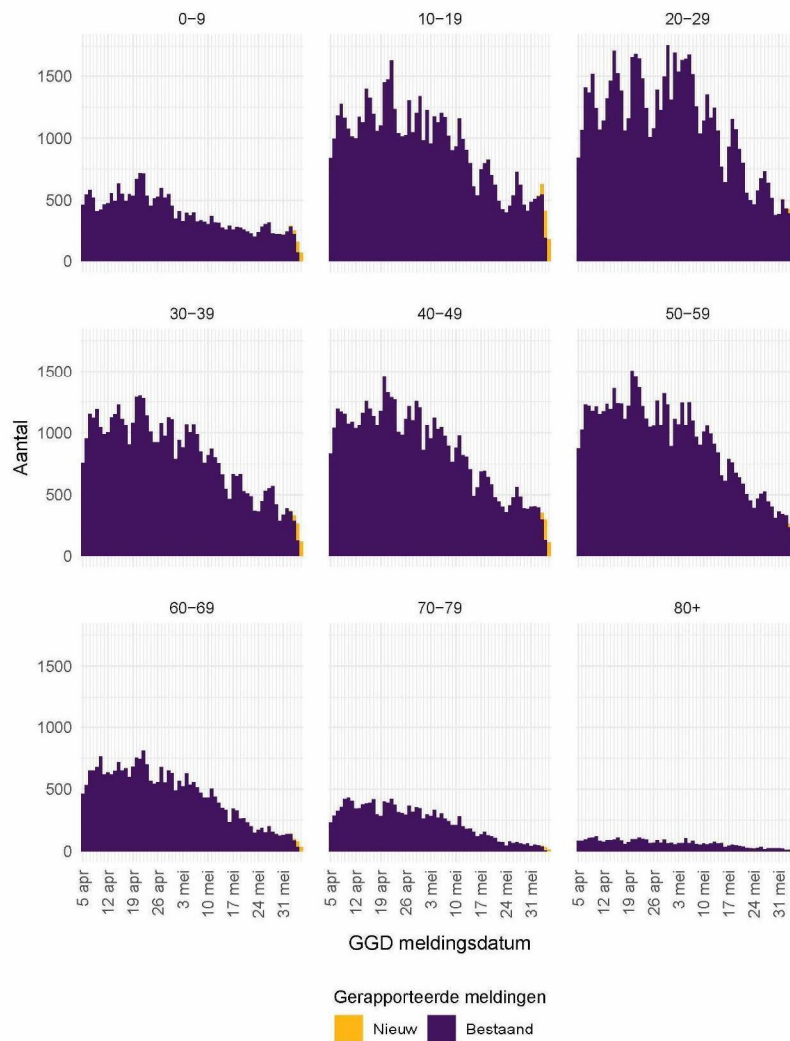 0−9 10−19 20−29
1500
1000
500
0
30−39 40−49 50−59
1500
1000
500
0
Aantal
60−69 70−79 80+
1500
1000
500
0
5 apr 12 apr 19 apr 26 apr 3 mei 10 mei 17 mei 24 mei 31 mei 5 apr 12 apr 19 apr 26 apr 3 mei 10 mei 17 mei 24 mei 31 mei 5 apr 12 apr 19 apr 26 apr 3 mei 10 mei 17 mei 24 mei 31 mei
GGD meldingsdatum
Gerapporteerde meldingen
Nieuw Bestaand